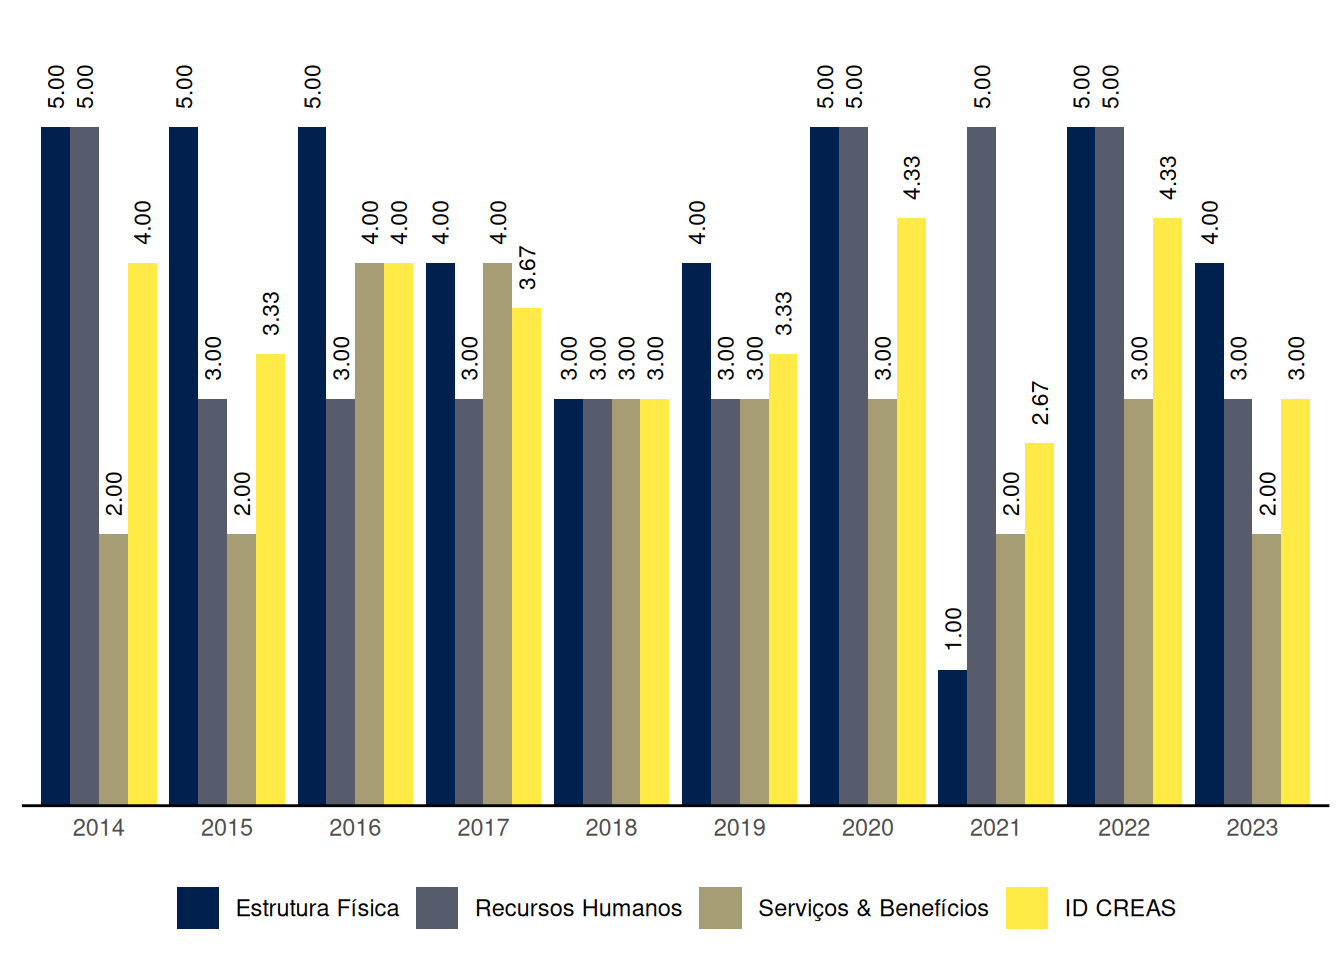 5.00 5.00 2.00 4.00 5.00 3.00 2.00 3.33 5.00 3.00 4.00 4.00 4.00 3.00 4.00 3.67 3.00 3.00 3.00 3.00 4.00 3.00 3.00 3.33 5.00 5.00 3.00 4.33 1.00 5.00 2.00 2.67 5.00 5.00 3.00 4.33 4.00 3.00 2.00 3.00
2014 2015 2016 2017 2018 2019 2020 2021 2022 2023
Estrutura Física Recursos Humanos Serviços & Benefícios ID CREAS